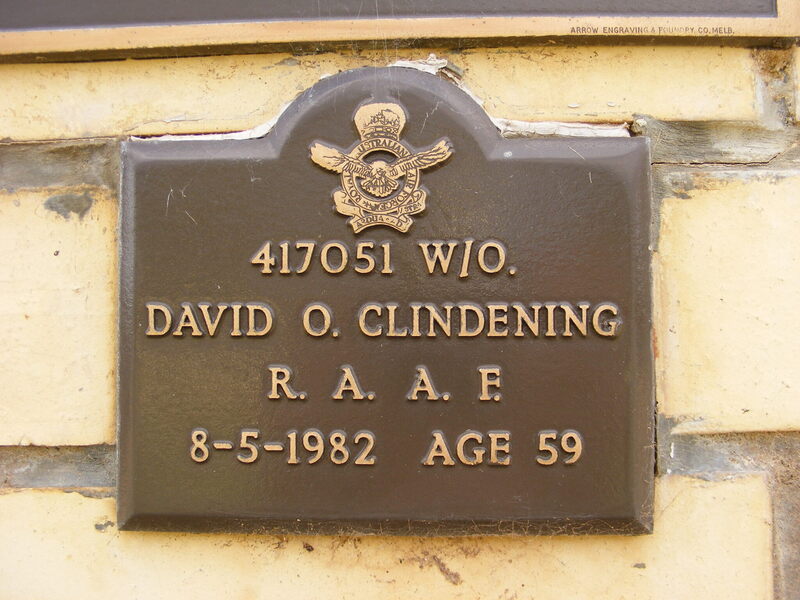 ARROW ENGRAVING & FOUNDRY. CO. MELB.
417051 W/O.
DAVID O. CLINDENING
R. A. A. F.
8-5-1982 AGE 59